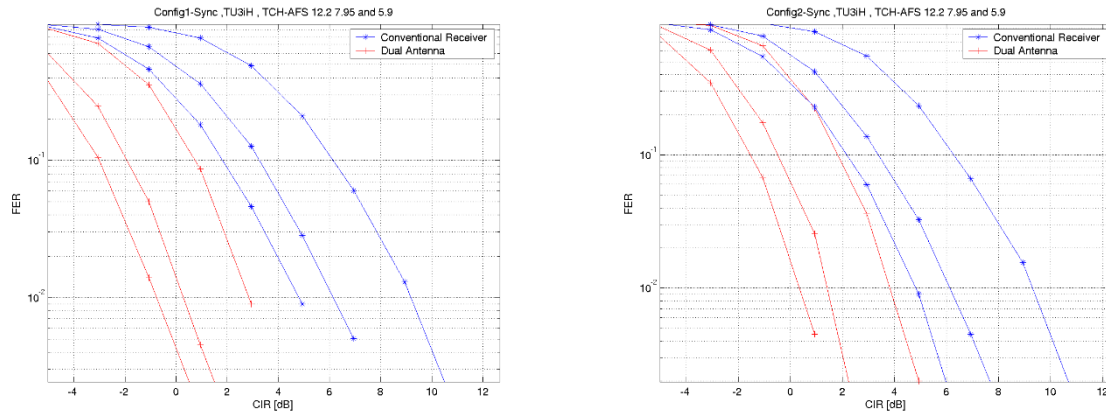 Config1-Sync ,TU3iH , TCH-AFS 12.2 7.95 and 5.9
Conventional Receiver
Dual Antenna
10⁻¹
10⁻²
FER
-4 -2 0 2 4 6 8 10 12
CIR [dB]
Config2-Sync ,TU3iH , TCH-AFS 12.2 7.95 and 5.9
Conventional Receiver
Dual Antenna
10⁻¹
10⁻²
FER
-4 -2 0 2 4 6 8 10 12
CIR [dB]